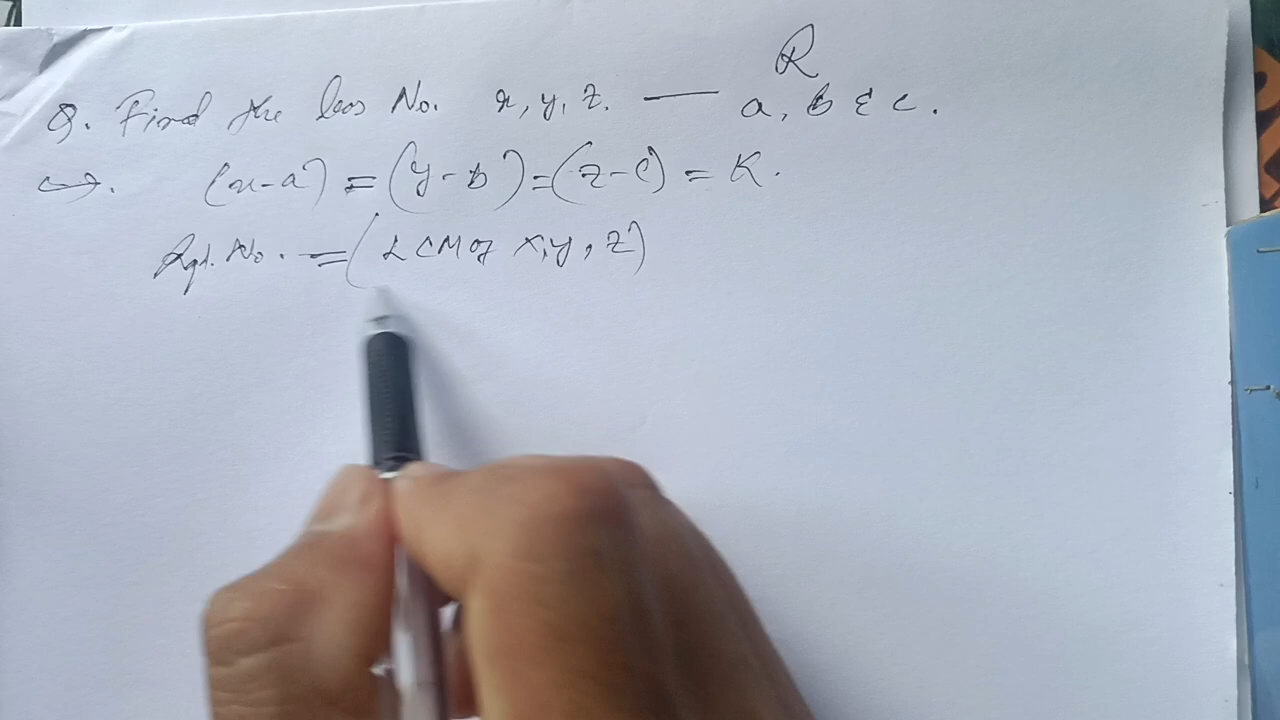 R
Q. Find the leas No. x, y, z. — a, b & c.
↪. (x-a) = (y-b) = (z-c) = K.
Rqd. No. = (LCM of x, y, z)